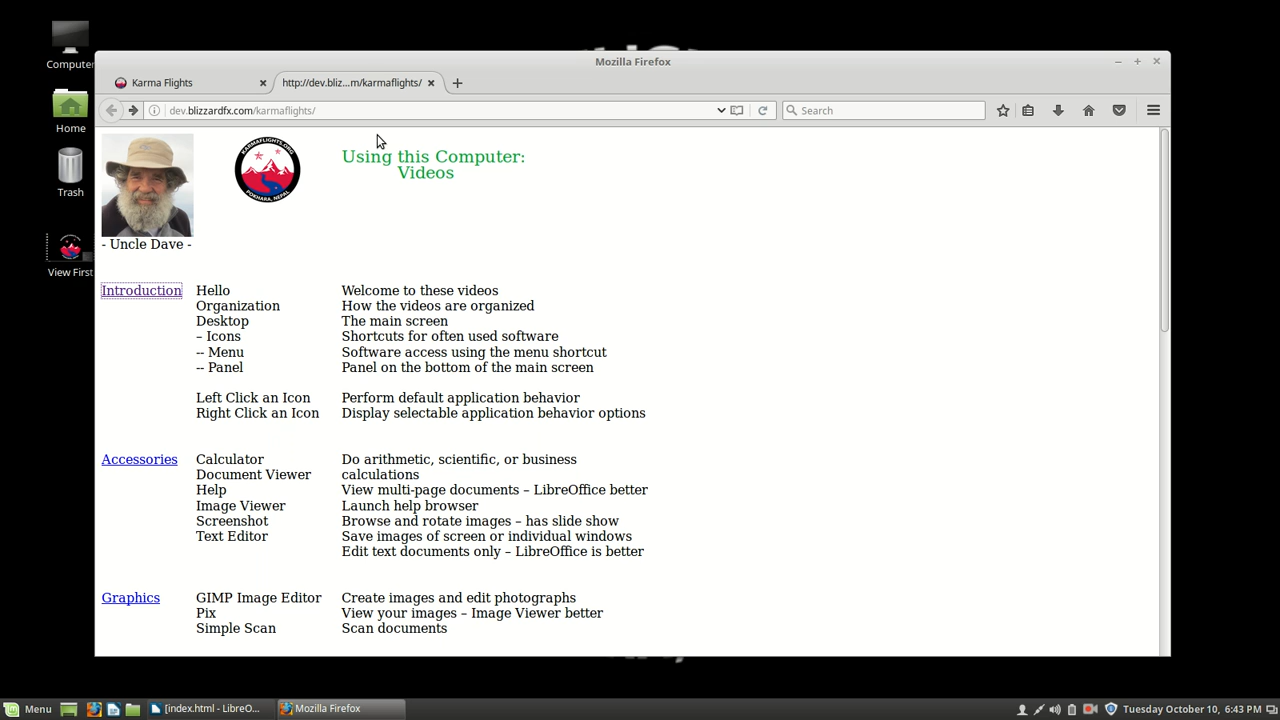 Computer
Home
Trash
View First
Mozilla Firefox
Karma Flights
http://dev.bliz...m/karmaflights/
dev.blizzardfx.com/karmaflights/
Search
KARMAFLIGHTS.ORG
POKHARA, NEPAL
Using this Computer:
Videos
- Uncle Dave -
Introduction Hello Welcome to these videos
Organization How the videos are organized
Desktop The main screen
– Icons Shortcuts for often used software
-- Menu Software access using the menu shortcut
-- Panel Panel on the bottom of the main screen
Left Click an Icon Perform default application behavior
Right Click an Icon Display selectable application behavior options
Accessories Calculator Do arithmetic, scientific, or business
Document Viewer calculations
Help View multi-page documents – LibreOffice better
Image Viewer Launch help browser
Screenshot Browse and rotate images – has slide show
Text Editor Save images of screen or individual windows
Edit text documents only – LibreOffice is better
Graphics GIMP Image Editor Create images and edit photographs
Pix View your images – Image Viewer better
Simple Scan Scan documents
Menu
[index.html - LibreO...
Mozilla Firefox
Tuesday October 10, 6:43 PM